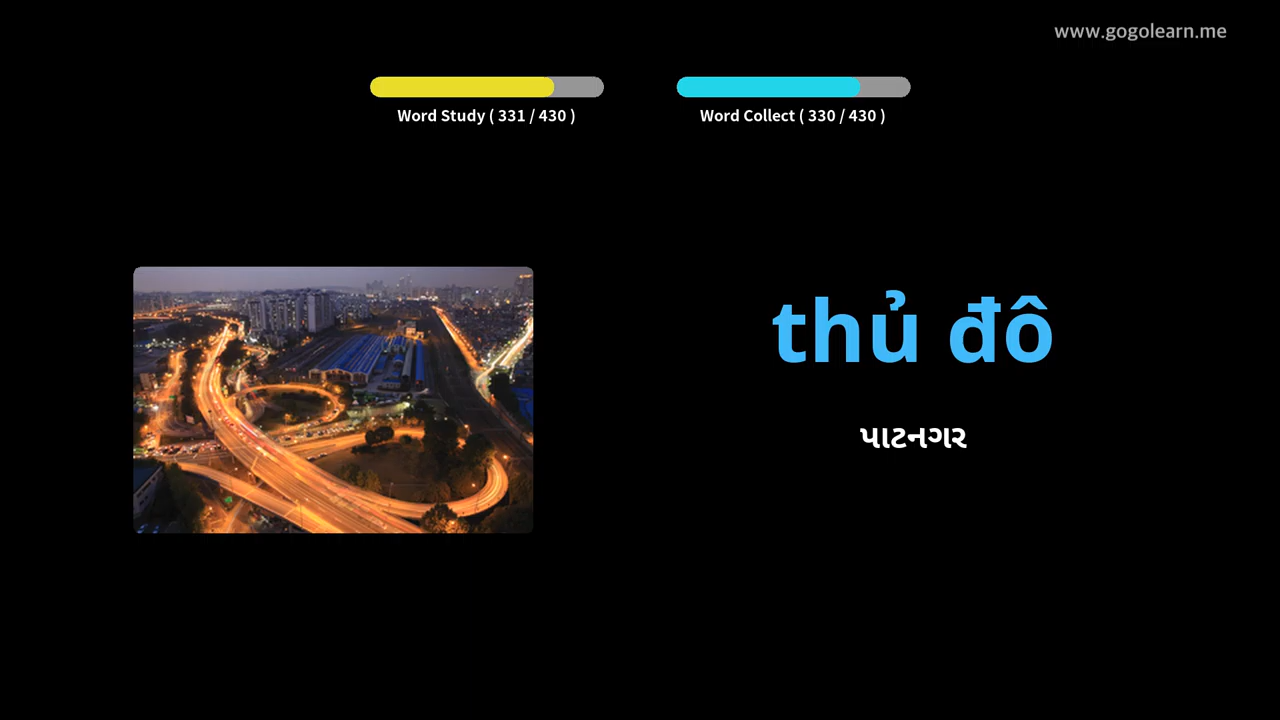 www.gogolearn.me
Word Study ( 331 / 430 )
Word Collect ( 330 / 430 )
thủ đô
પાટનગર